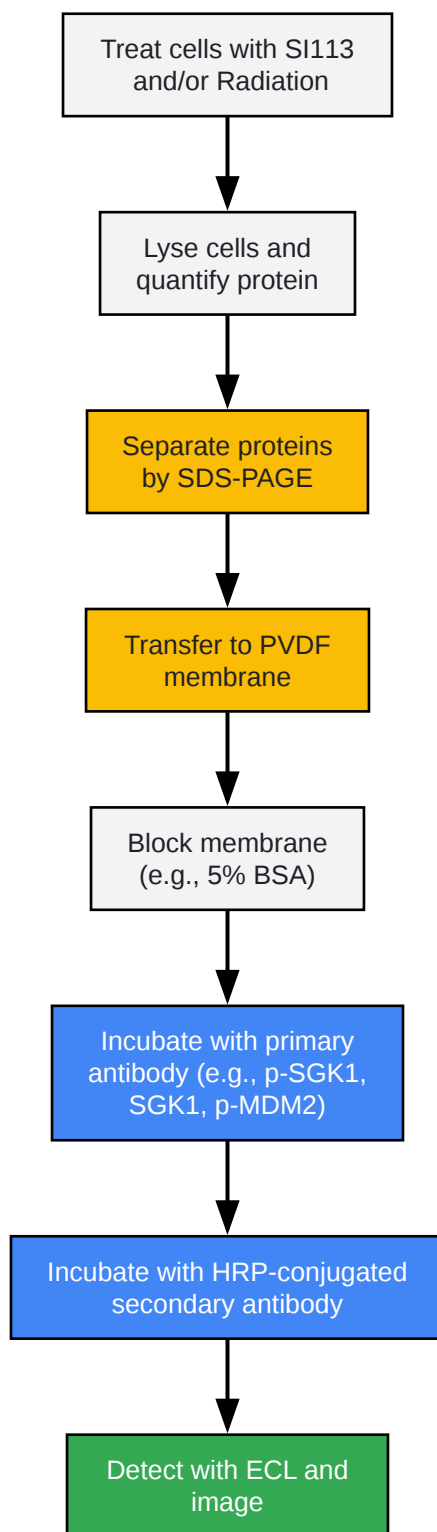 Treat cells with SI113
and/or Radiation
Lyse cells and
quantify protein
Separate proteins
by SDS-PAGE
Transfer to PVDF
membrane
Block membrane
(e.g., 5% BSA)
Incubate with primary
antibody (e.g., p-SGK1,
SGK1, p-MDM2)
Incubate with HRP-conjugated
secondary antibody
Detect with ECL and
image